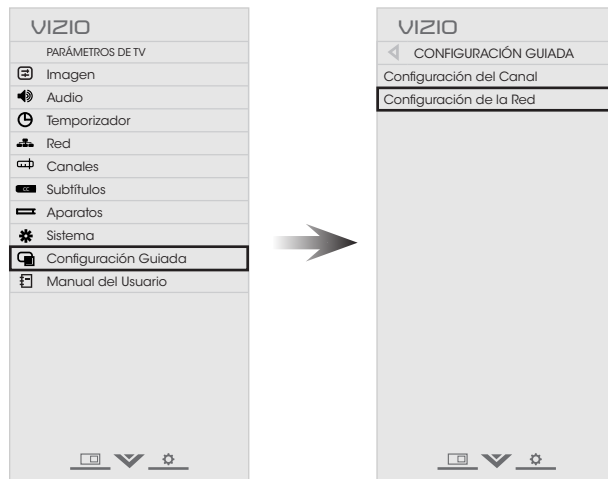 VIZIO
PARÁMETROS DE TV
Imagen
Audio
Temporizador
Red
Canales
CC Subtítulos
Aparatos
Sistema
Configuración Guiada
Manual del Usuario
VIZIO
CONFIGURACIÓN GUIADA
Configuración del Canal
Configuración de la Red